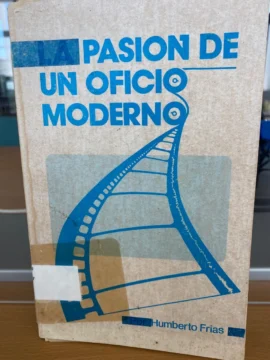 LA PASION DE
UN OFICIO
MODERNO
Humberto Frias